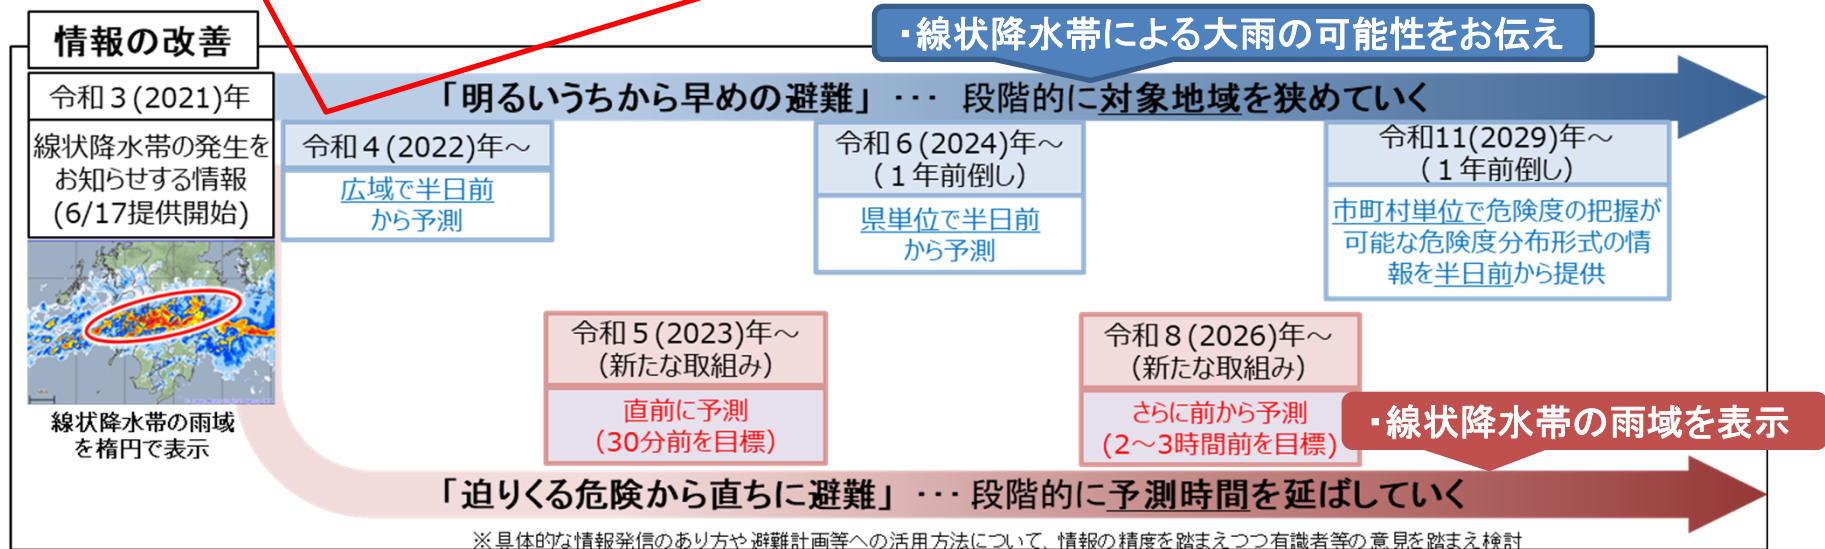 情報の改善
・線状降水帯による大雨の可能性をお伝え
「明るいうちから早めの避難」 ･･･ 段階的に対象地域を狭めていく
令和３(2021)年
線状降水帯の発生を
お知らせする情報
(6/17提供開始)
線状降水帯の雨域
を楕円で表示
令和４(2022)年～
広域で半日前
から予測
令和６(2024)年～
(１年前倒し)
県単位で半日前
から予測
令和11(2029)年～
(１年前倒し)
市町村単位で危険度の把握が
可能な危険度分布形式の情
報を半日前から提供
令和５(2023)年～
(新たな取組み)
直前に予測
(30分前を目標)
令和８(2026)年～
(新たな取組み)
さらに前から予測
(2～3時間前を目標)
・線状降水帯の雨域を表示
「迫りくる危険から直ちに避難」 ･･･ 段階的に予測時間を延ばしていく
※具体的な情報発信のあり方や避難計画等への活用方法について、情報の精度を踏まえつつ有識者等の意見を踏まえ検討